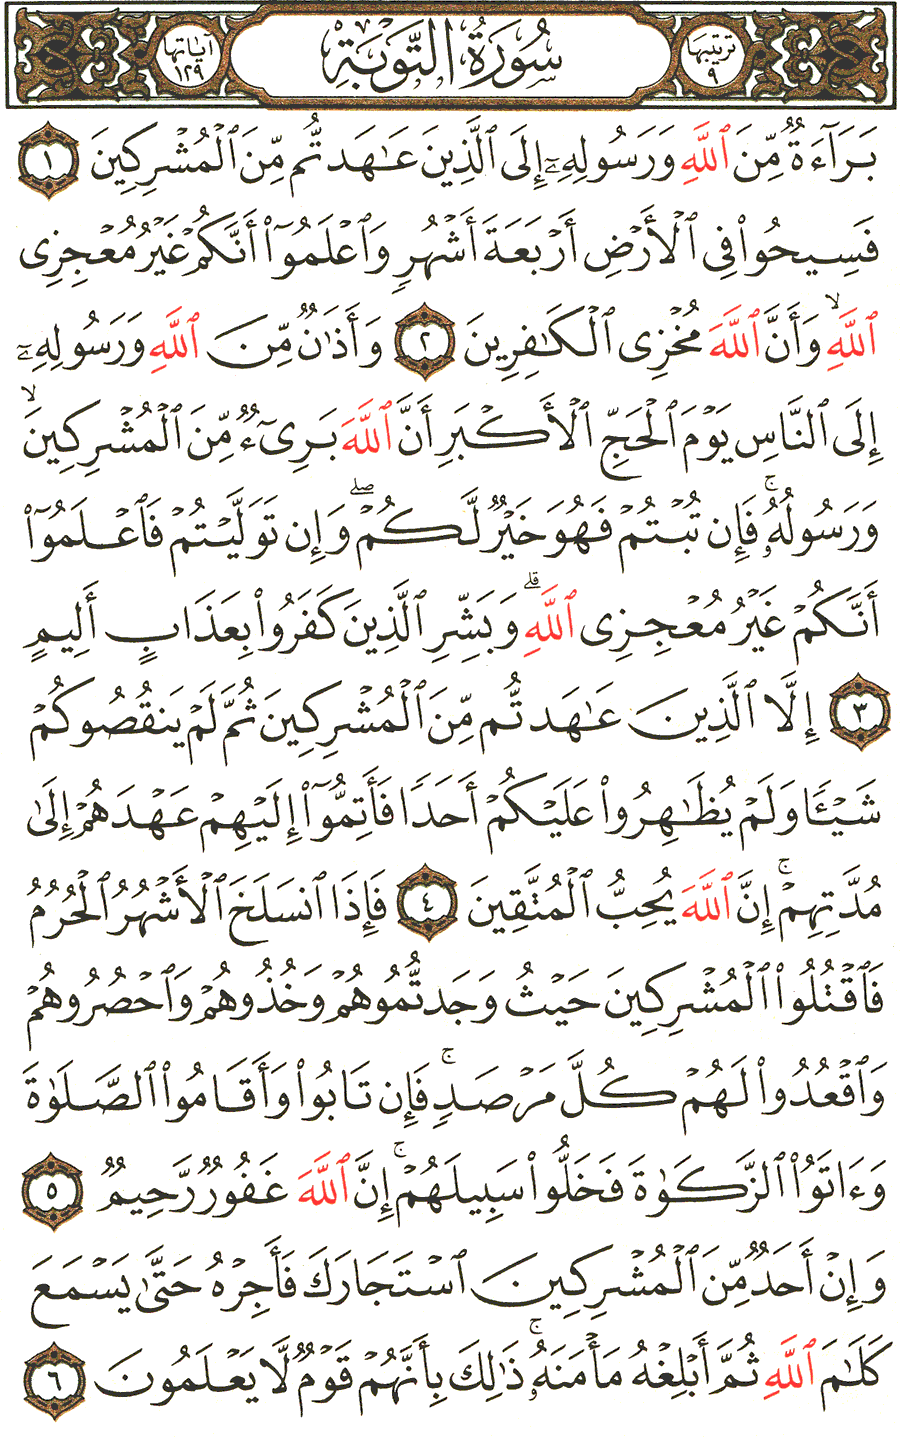 ترتيبها ٩ سُورَةُ التَّوْبَةِ آياتها ١٢٩
بَرَآءَةٌ مِّنَ ٱللَّهِ وَرَسُولِهِۦٓ إِلَى ٱلَّذِينَ عَٰهَدتُّم مِّنَ ٱلْمُشْرِكِينَ ١
فَسِيحُوا۟ فِى ٱلْأَرْضِ أَرْبَعَةَ أَشْهُرٍ وَٱعْلَمُوٓا۟ أَنَّكُمْ غَيْرُ مُعْجِزِى
ٱللَّهِ ۙ وَأَنَّ ٱللَّهَ مُخْزِى ٱلْكَٰفِرِينَ ٢ وَأَذَٰنٌ مِّنَ ٱللَّهِ وَرَسُولِهِۦٓ
إِلَى ٱلنَّاسِ يَوْمَ ٱلْحَجِّ ٱلْأَكْبَرِ أَنَّ ٱللَّهَ بَرِىٓءٌ مِّنَ ٱلْمُشْرِكِينَ ۙ
وَرَسُولُهُۥ ۚ فَإِن تُبْتُمْ فَهُوَ خَيْرٌ لَّكُمْ ۖ وَإِن تَوَلَّيْتُمْ فَٱعْلَمُوٓا۟
أَنَّكُمْ غَيْرُ مُعْجِزِى ٱللَّهِ ۗ وَبَشِّرِ ٱلَّذِينَ كَفَرُوا۟ بِعَذَابٍ أَلِيمٍ
٣ إِلَّا ٱلَّذِينَ عَٰهَدتُّم مِّنَ ٱلْمُشْرِكِينَ ثُمَّ لَمْ يَنقُصُوكُمْ
شَيْـًٔا وَلَمْ يُظَٰهِرُوا۟ عَلَيْكُمْ أَحَدًا فَأَتِمُّوٓا۟ إِلَيْهِمْ عَهْدَهُمْ إِلَىٰ
مُدَّتِهِمْ ۚ إِنَّ ٱللَّهَ يُحِبُّ ٱلْمُتَّقِينَ ٤ فَإِذَا ٱنسَلَخَ ٱلْأَشْهُرُ ٱلْحُرُمُ
فَٱقْتُلُوا۟ ٱلْمُشْرِكِينَ حَيْثُ وَجَدتُّمُوهُمْ وَخُذُوهُمْ وَٱحْصُرُوهُمْ
وَٱقْعُدُوا۟ لَهُمْ كُلَّ مَرْصَدٍ ۚ فَإِن تَابُوا۟ وَأَقَامُوا۟ ٱلصَّلَوٰةَ
وَءَاتَوُا۟ ٱلزَّكَوٰةَ فَخَلُّوا۟ سَبِيلَهُمْ ۚ إِنَّ ٱللَّهَ غَفُورٌ رَّحِيمٌ ٥
وَإِنْ أَحَدٌ مِّنَ ٱلْمُشْرِكِينَ ٱسْتَجَارَكَ فَأَجِرْهُ حَتَّىٰ يَسْمَعَ
كَلَٰمَ ٱللَّهِ ثُمَّ أَبْلِغْهُ مَأْمَنَهُۥ ۚ ذَٰلِكَ بِأَنَّهُمْ قَوْمٌ لَّا يَعْلَمُونَ ٦